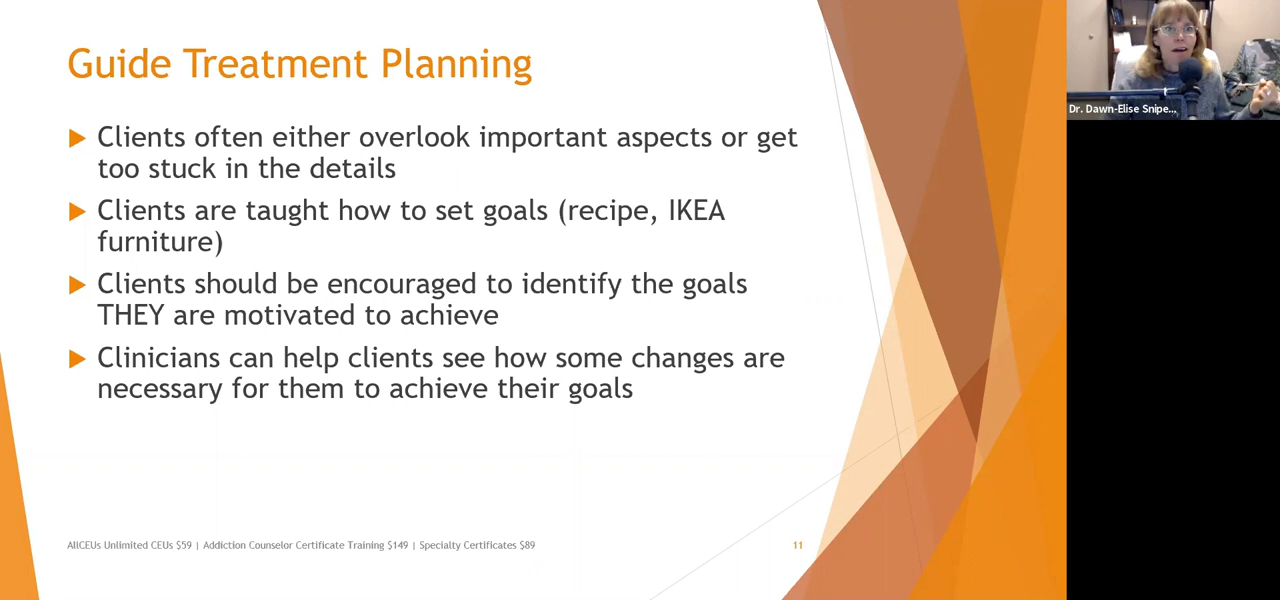 Guide Treatment Planning
Clients often either overlook important aspects or get
too stuck in the details
Clients are taught how to set goals (recipe, IKEA
furniture)
Clients should be encouraged to identify the goals
THEY are motivated to achieve
Clinicians can help clients see how some changes are
necessary for them to achieve their goals
AllCEUs Unlimited CEUs $59 | Addiction Counselor Certificate Training $149 | Specialty Certificates $89
11
Dr. Dawn-Elise Snipe...